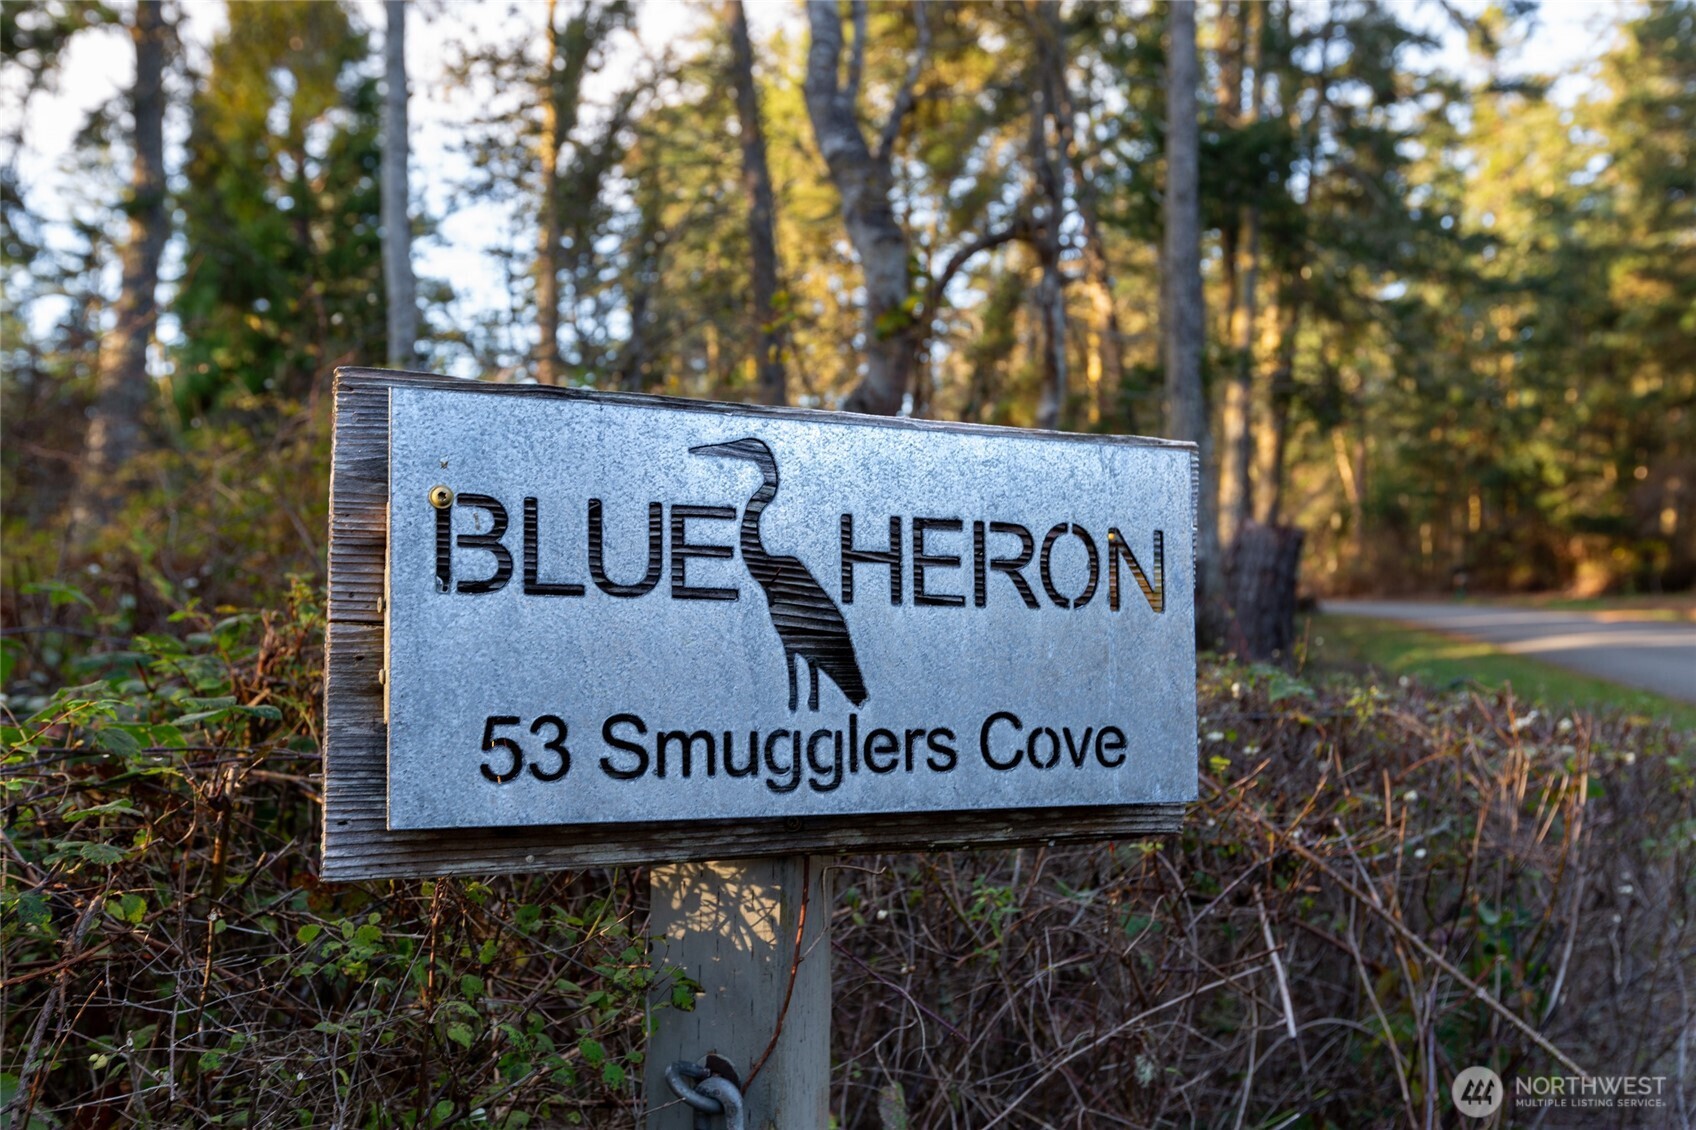 BLUE HERON
53 Smugglers Cove
NORTHWEST
MULTIPLE LISTING SERVICE